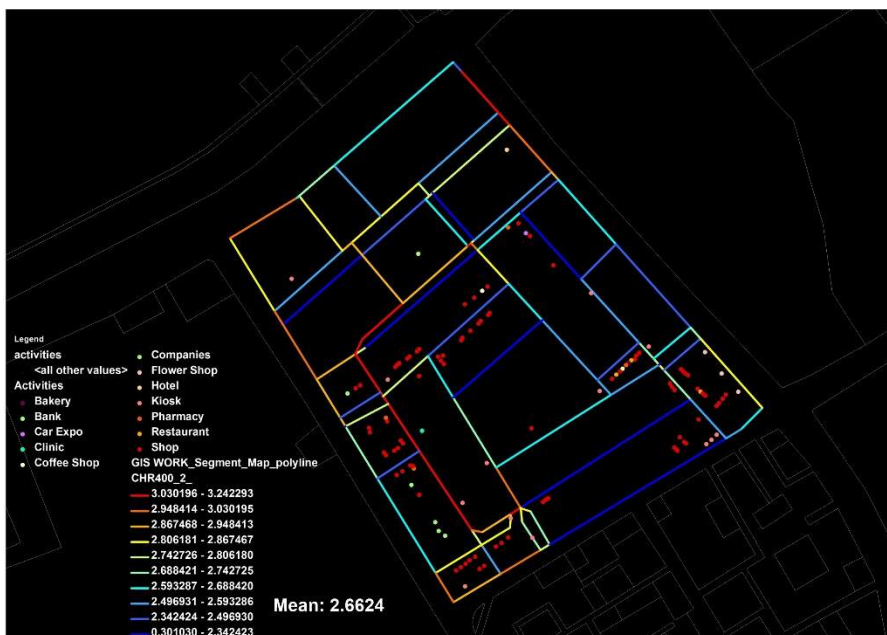 Legend
activities
<all other values>
Activities
Bakery
Bank
Car Expo
Clinic
Coffee Shop
Companies
Flower Shop
Hotel
Kiosk
Pharmacy
Restaurant
Shop
GIS WORK_Segment_Map_polyline
CHR400_2_
3.030196 - 3.242293
2.948414 - 3.030195
2.867468 - 2.948413
2.806181 - 2.867467
2.742726 - 2.806180
2.688421 - 2.742725
2.593287 - 2.688420
2.496931 - 2.593286
2.342424 - 2.496930
0.301030 - 2.342423
Mean: 2.6624